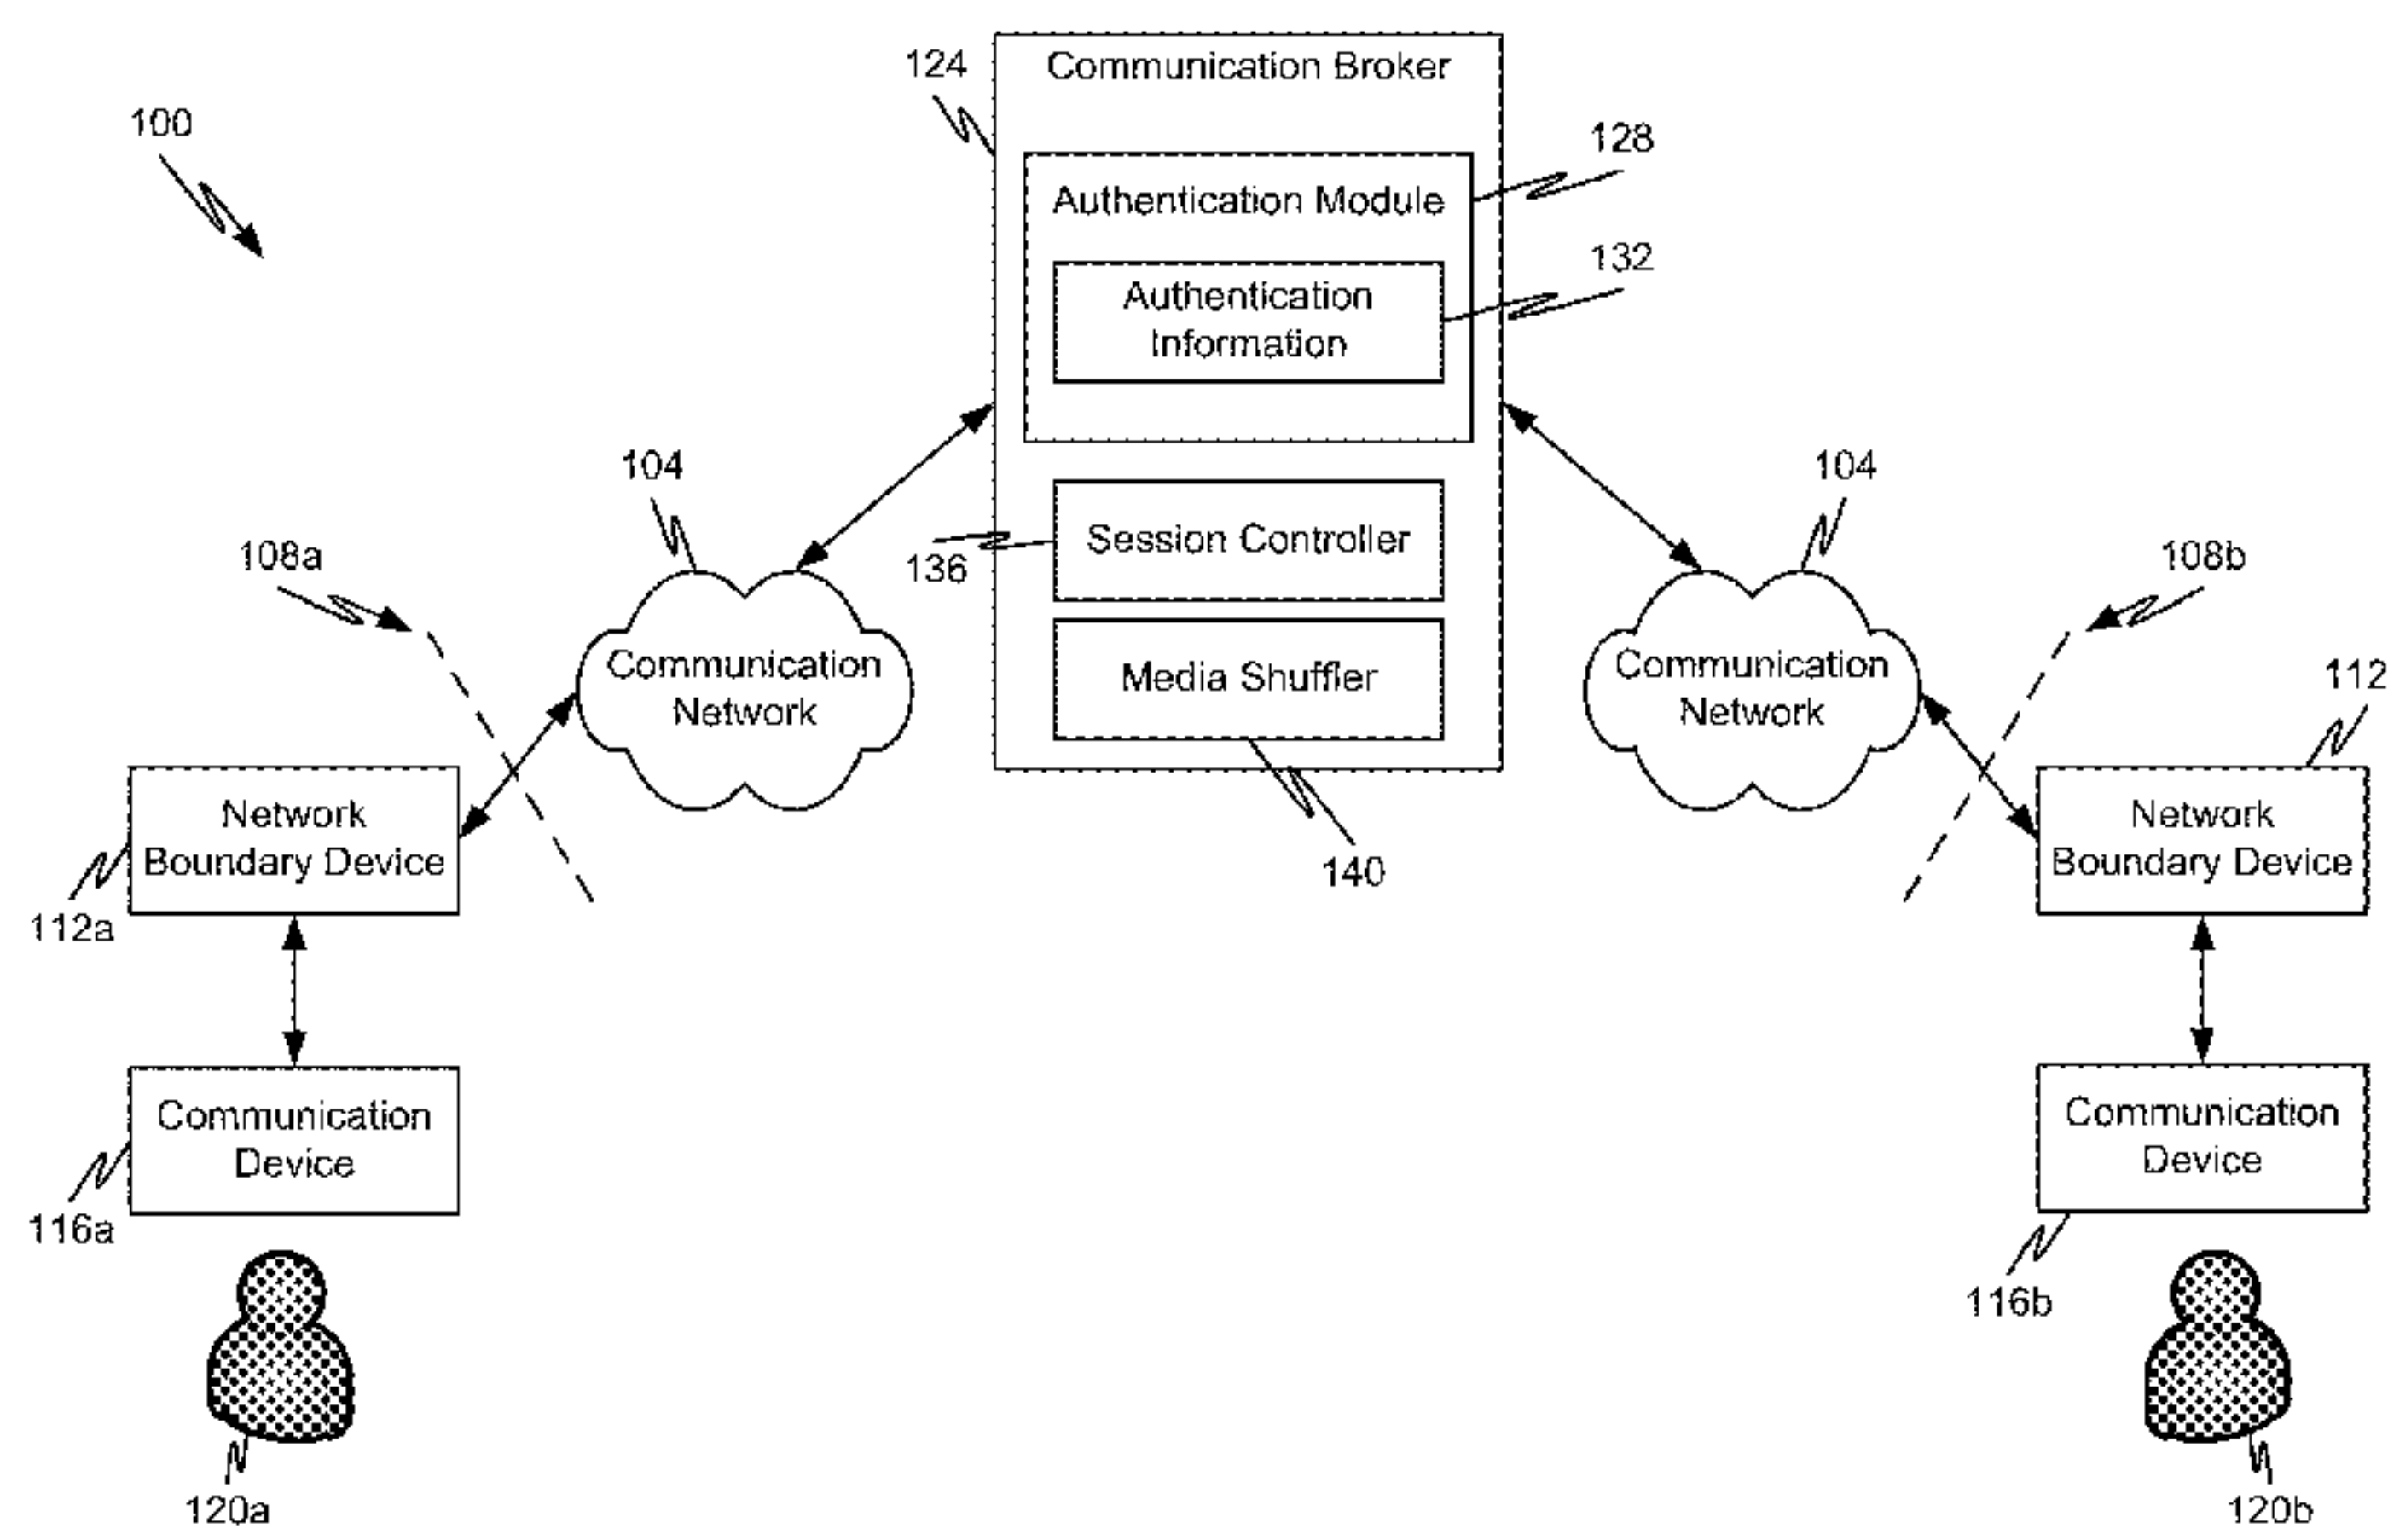 124
Communication Broker
100
128
Authentication Module
132
Authentication
Information
104
104
136
Session Controller
108a
108b
Communication
Network
Media Shuffler
Communication
Network
112
140
Network
Boundary Device
112a
Network
Boundary Device
Communication
Device
116a
Communication
Device
116b
120a
120b